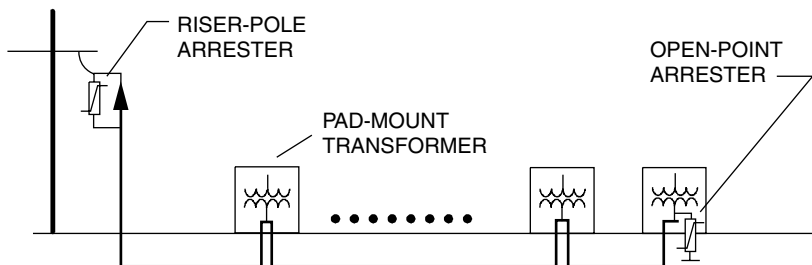 RISER-POLE
ARRESTER
OPEN-POINT
ARRESTER
PAD-MOUNT
TRANSFORMER